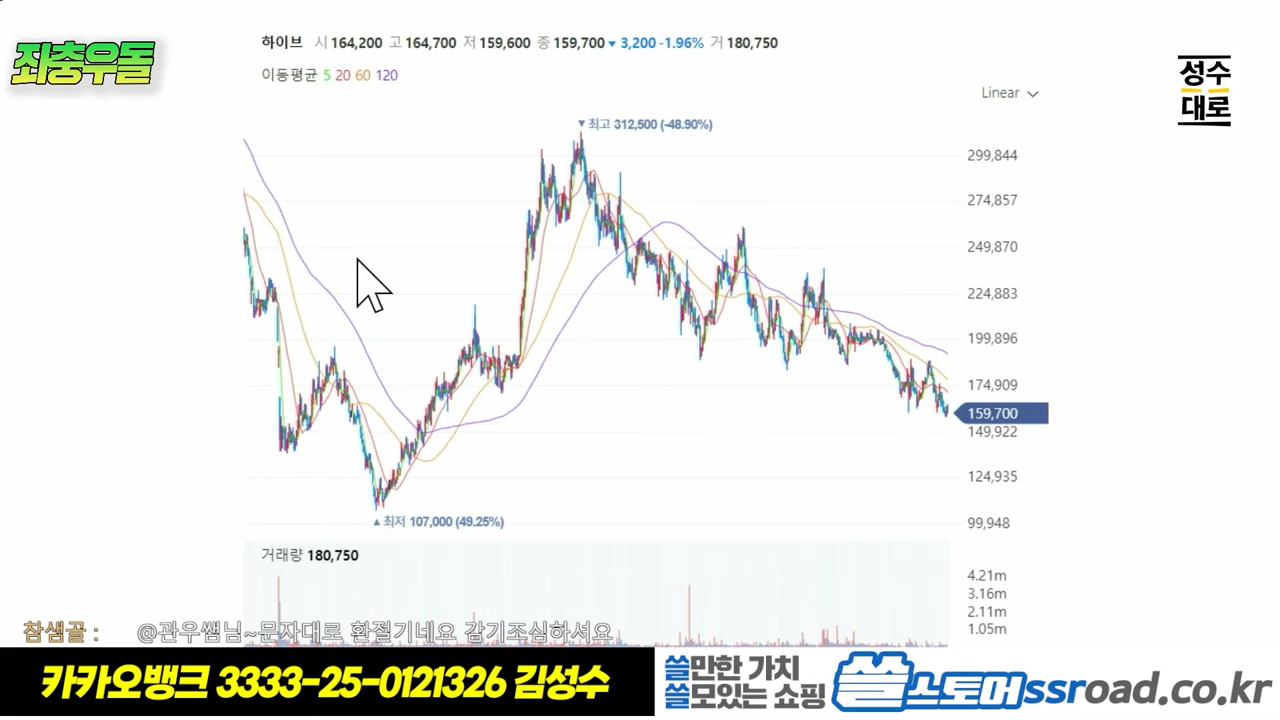 좌충우돌
하이브 시 164,200 고 164,700 저 159,600 종 159,700 ▼ 3,200 -1.96% 거 180,750
이동평균 5 20 60 120
성수
대로
Linear
▼최고 312,500 (-48.90%)
299,844
274,857
249,870
224,883
199,896
174,909
159,700
149,922
124,935
99,948
▲최저 107,000 (49.25%)
거래량 180,750
4.21m
3.16m
2.11m
1.05m
참샘골 : @관우쌤님~문자대로 환절기네요 감기조심하셔요
카카오뱅크 3333-25-0121326 김성수
쓸만한 가치
쓸모있는 쇼핑
쓸스토어ssroad.co.kr